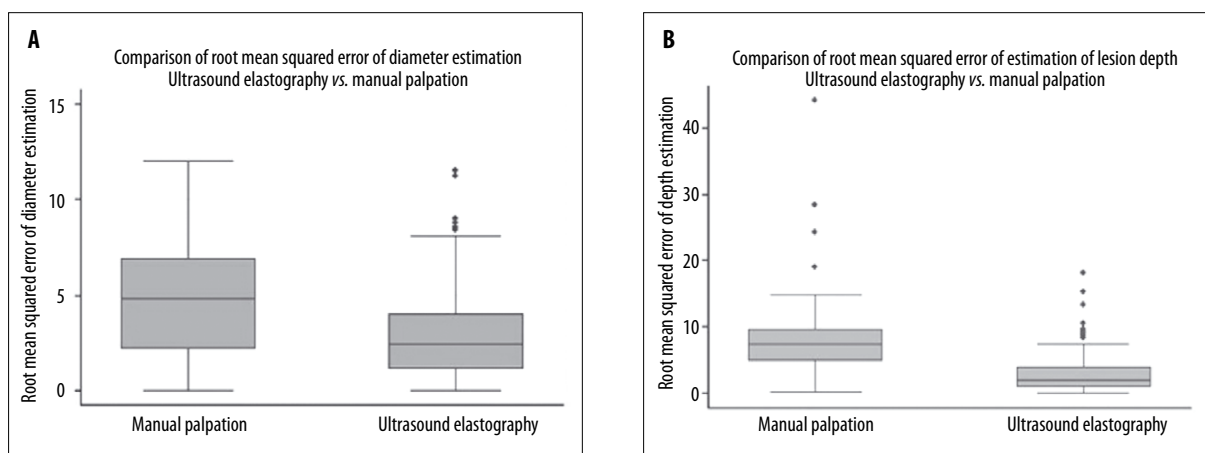 A
Comparison of root mean squared error of diameter estimation
Ultrasound elastography vs. manual palpation
Root mean squared error of diameter estimation
15
10
5
0
Manual palpation Ultrasound elastography
B
Comparison of root mean squared error of estimation of lesion depth
Ultrasound elastography vs. manual palpation
Root mean squared error of depth estimation
40
30
20
10
0
Manual palpation Ultrasound elastography